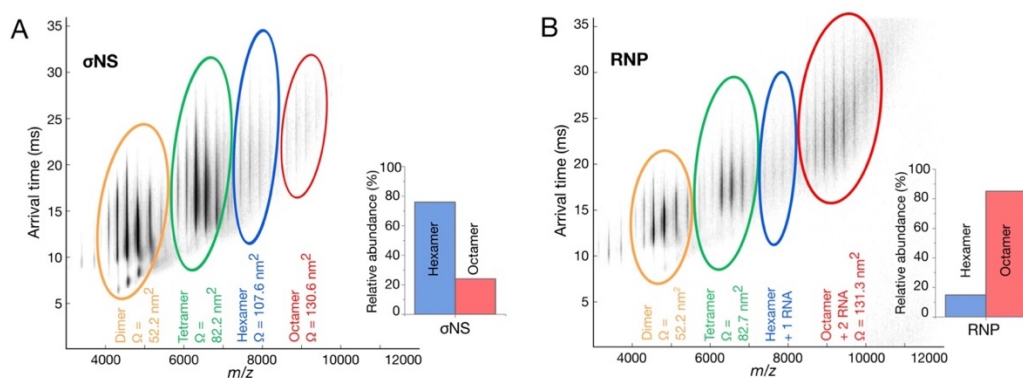 A
σNS
Arrival time (ms)
35
30
25
20
15
10
5
4000 6000 8000 10000 12000
m/z
Dimer
Ω =
52.2 nm²
Tetramer
Ω =
82.2 nm²
Hexamer
Ω = 107.6 nm²
Octamer
Ω = 130.6 nm²
Relative abundance (%)
100
80
60
40
20
0
Hexamer
Octamer
σNS
B
RNP
Arrival time (ms)
35
30
25
20
15
10
5
4000 6000 8000 10000 12000
m/z
Dimer
Ω =
52.2 nm²
Tetramer
Ω =
82.7 nm²
Hexamer
+ 1 RNA
Octamer
+ 2 RNA
Ω = 131.3 nm²
Relative abundance (%)
100
80
60
40
20
0
Hexamer
Octamer
RNP